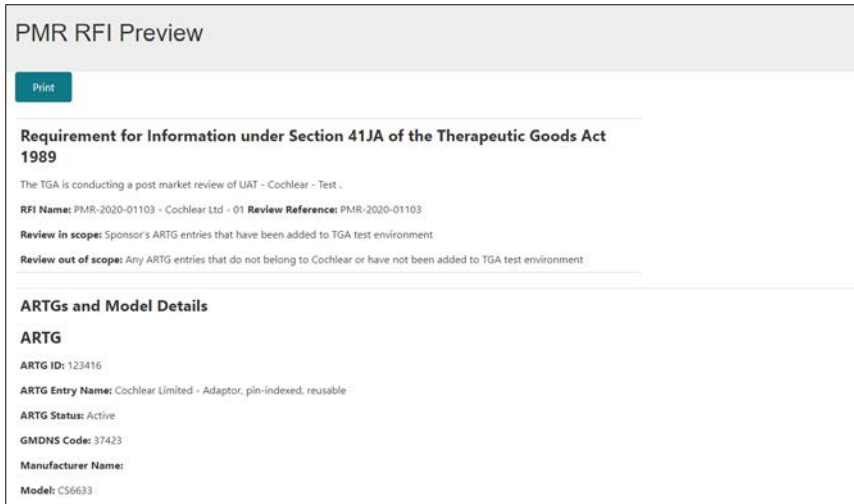 PMR RFI Preview
Print
Requirement for Information under Section 41JA of the Therapeutic Goods Act
1989
The TGA is conducting a post market review of UAT - Cochlear - Test .
RFI Name: PMR-2020-01103 - Cochlear Ltd - 01 Review Reference: PMR-2020-01103
Review in scope: Sponsor's ARTG entries that have been added to TGA test environment
Review out of scope: Any ARTG entries that do not belong to Cochlear or have not been added to TGA test environment
ARTGs and Model Details
ARTG
ARTG ID: 123416
ARTG Entry Name: Cochlear Limited - Adaptor, pin-indexed, reusable
ARTG Status: Active
GMDNS Code: 37423
Manufacturer Name:
Model: CS6633